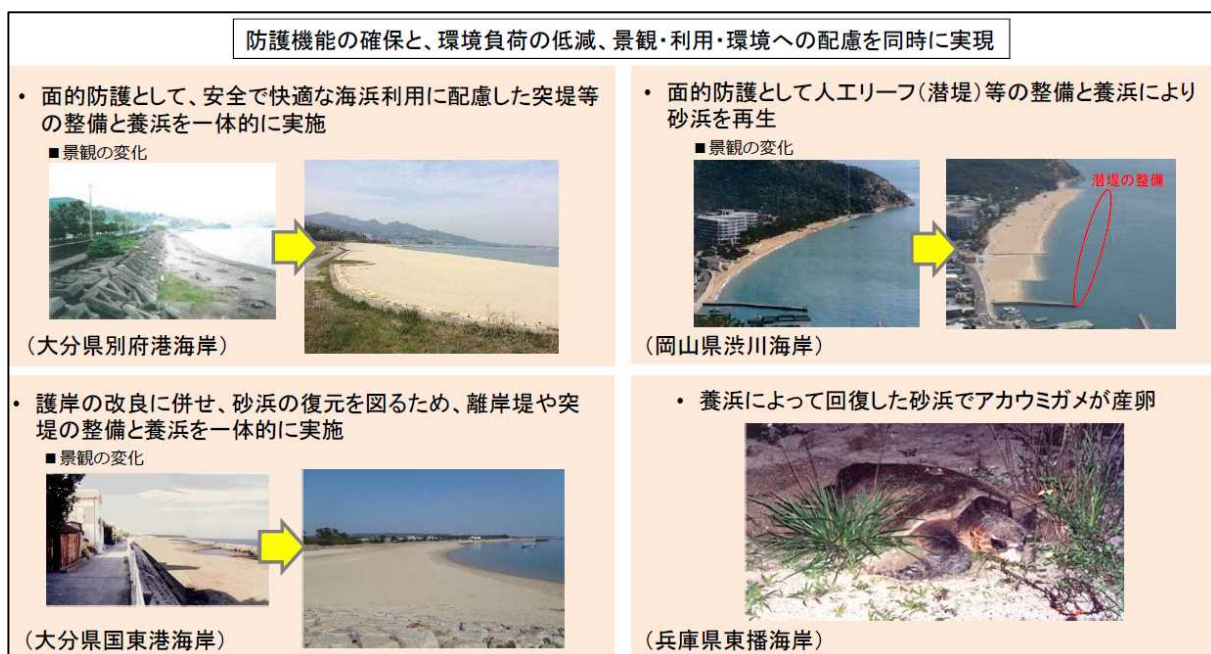 防護機能の確保と、環境負荷の低減、景観・利用・環境への配慮を同時に実現
• 面的防護として、安全で快適な海浜利用に配慮した突堤等
の整備と養浜を一体的に実施
■景観の変化
(大分県別府港海岸)
• 面的防護として人工リーフ(潜堤)等の整備と養浜により
砂浜を再生
■景観の変化
潜堤の整備
(岡山県渋川海岸)
• 護岸の改良に併せ、砂浜の復元を図るため、離岸堤や突
堤の整備と養浜を一体的に実施
■景観の変化
(大分県国東港海岸)
• 養浜によって回復した砂浜でアカウミガメが産卵
(兵庫県東播海岸)